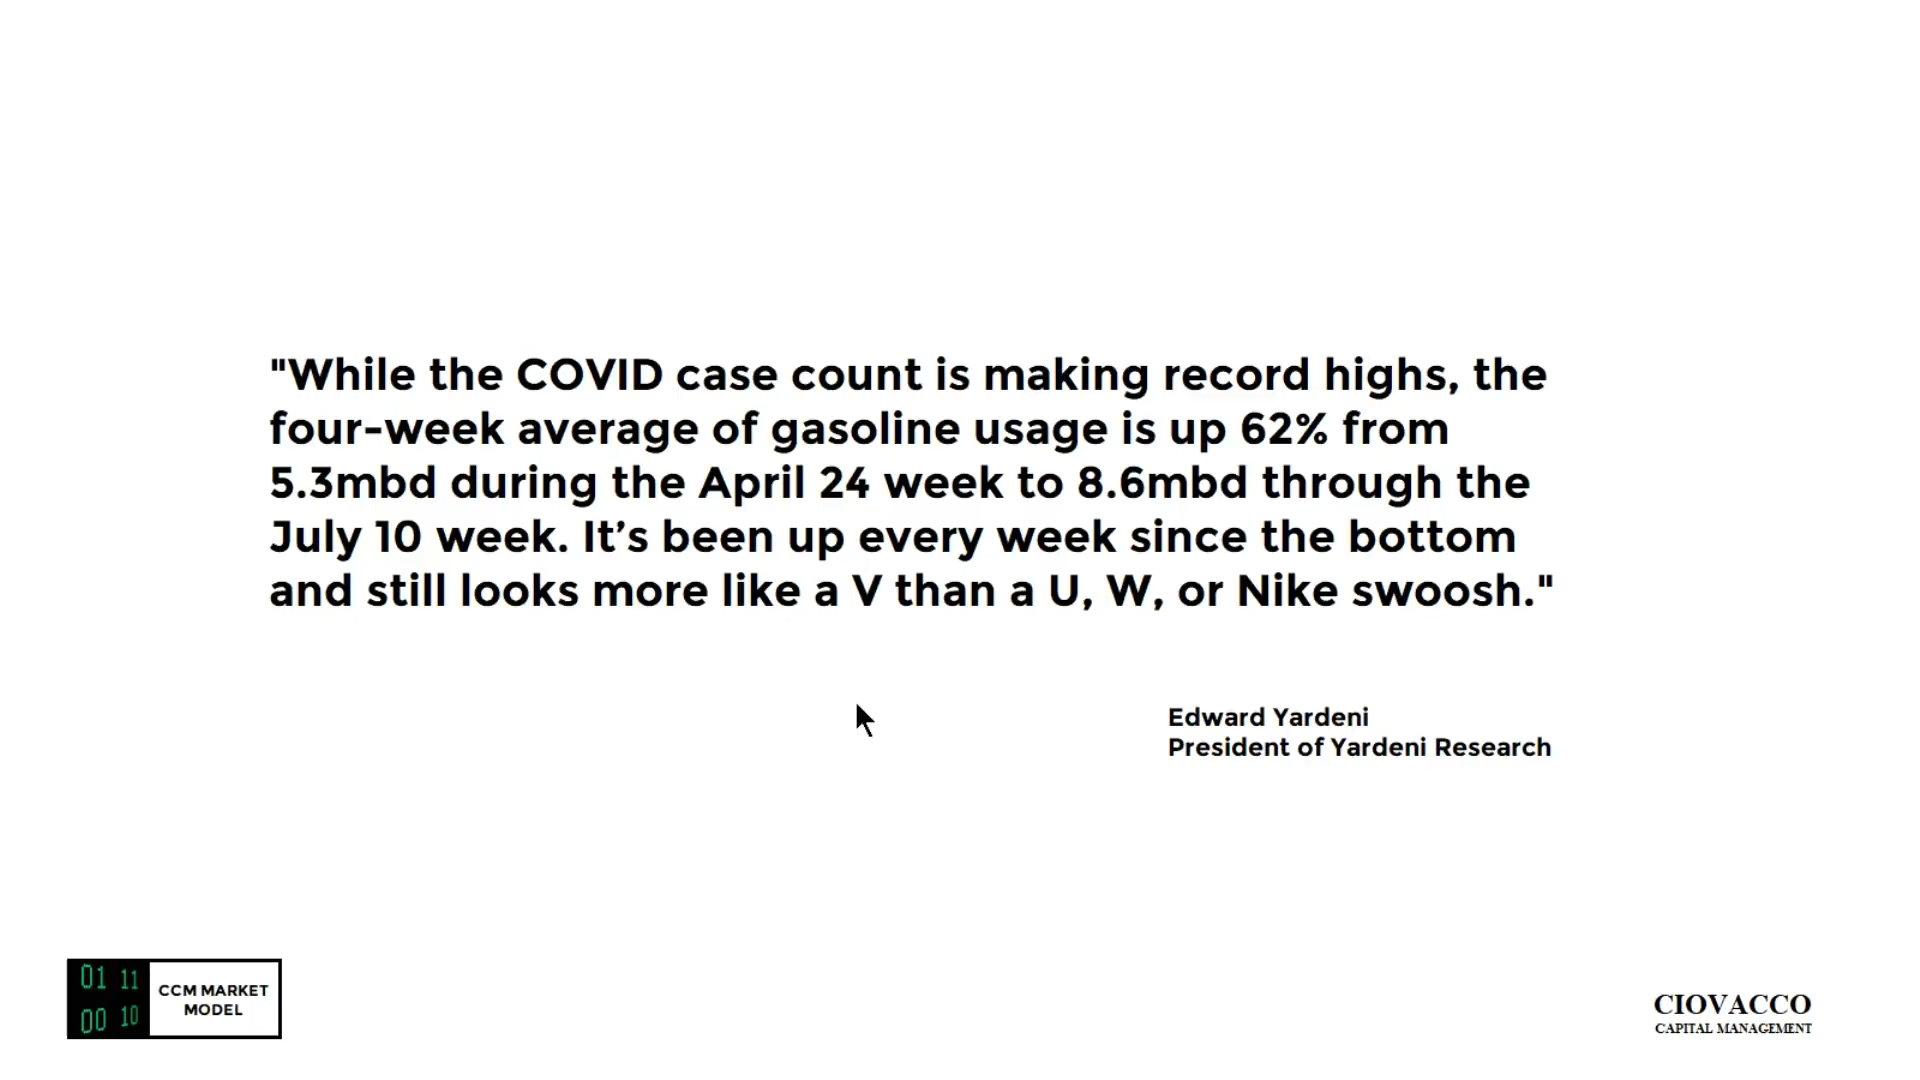 "While the COVID case count is making record highs, the
four-week average of gasoline usage is up 62% from
5.3mbd during the April 24 week to 8.6mbd through the
July 10 week. It’s been up every week since the bottom
and still looks more like a V than a U, W, or Nike swoosh."
Edward Yardeni
President of Yardeni Research
01 11
00 10
CCM MARKET
MODEL
CIOVACCO
CAPITAL MANAGEMENT